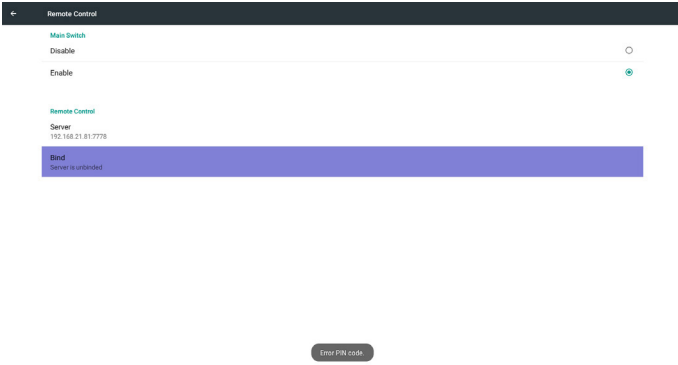 Remote Control
Main Switch
Disable
Enable
Remote Control
Server
192.168.21.81:7778
Bind
Server is unbinded
Error PIN code.